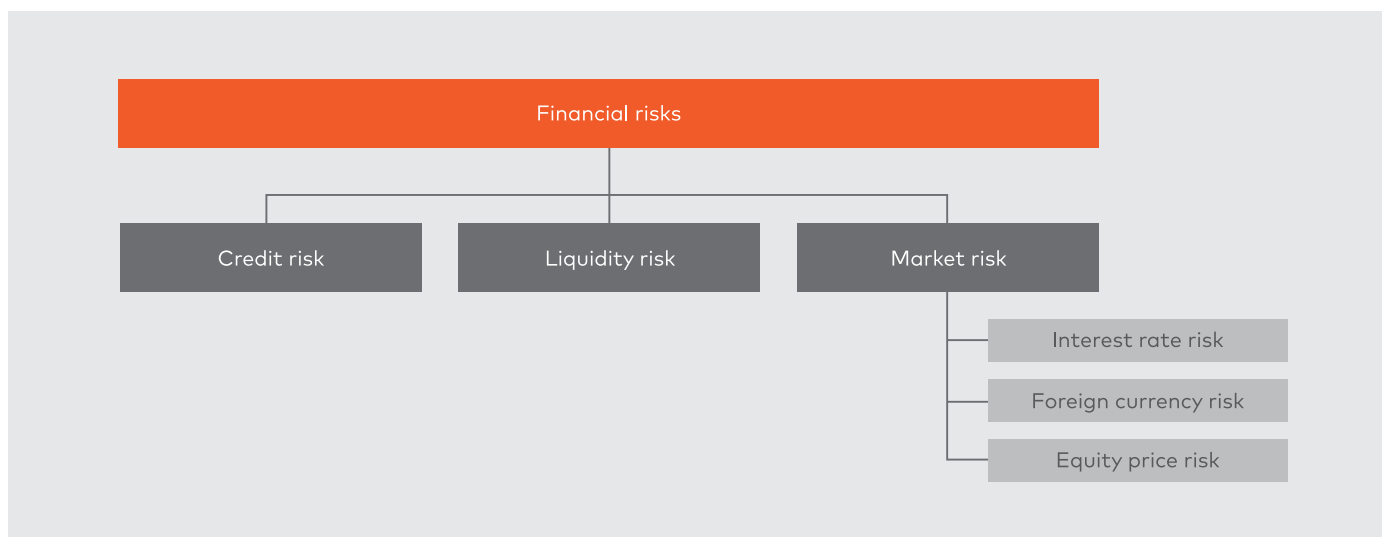 Financial risks
Credit risk
Liquidity risk
Market risk
Interest rate risk
Foreign currency risk
Equity price risk